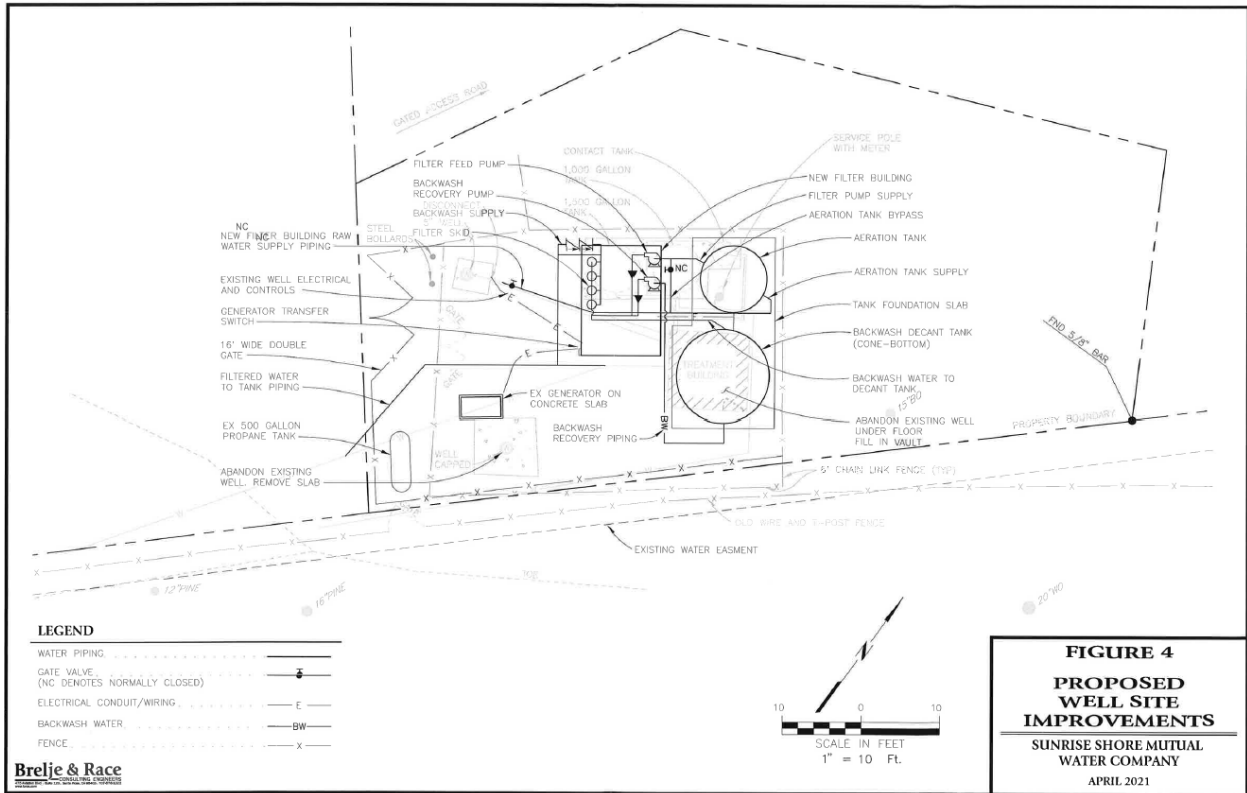 GATED ACCESS ROAD
CONTACT TANK
SERVICE POLE
WITH METER
FILTER FEED PUMP
1,000 GALLON
TANK
NEW FILTER BUILDING
BACKWASH
RECOVERY PUMP
FILTER PUMP SUPPLY
DISCONNECT
1,500 GALLON
TANK
BACKWASH SUPPLY
AERATION TANK BYPASS
NC
NC
STEEL
BOLLARDS
WELL
FILTER SKID
NEW FILTER BUILDING RAW
WATER SUPPLY PIPING
AERATION TANK
NC
EXISTING WELL ELECTRICAL
AND CONTROLS
AERATION TANK SUPPLY
E
GENERATOR TRANSFER
SWITCH
GATE
E
TANK FOUNDATION SLAB
16' WIDE DOUBLE
GATE
BACKWASH DECANT TANK
(CONE-BOTTOM)
FND 5/8" BAR
E
TREATMENT
BUILDING
FILTERED WATER
TO TANK PIPING
GATE
BACKWASH WATER TO
DECANT TANK
EX GENERATOR ON
CONCRETE SLAB
15"BO
EX 500 GALLON
PROPANE TANK
BACKWASH
RECOVERY PIPING
BW
ABANDON EXISTING WELL
UNDER FLOOR
FILL IN VAULT
PROPERTY BOUNDARY
WELL
CAPPED
ABANDON EXISTING
WELL, REMOVE SLAB
6' CHAIN LINK FENCE (TYP)
OLD WIRE AND T-POST FENCE
EXISTING WATER EASMENT
12"PINE
16"PINE
20"WO
LEGEND
WATER PIPING
GATE VALVE
(NC DENOTES NORMALLY CLOSED)
ELECTRICAL CONDUIT/WIRING E
BACKWASH WATER BW
FENCE X
N
10 0 10
SCALE IN FEET
1" = 10 Ft.
FIGURE 4
PROPOSED
WELL SITE
IMPROVEMENTS
SUNRISE SHORE MUTUAL
WATER COMPANY
APRIL 2021
Brelje & Race
CONSULTING ENGINEERS